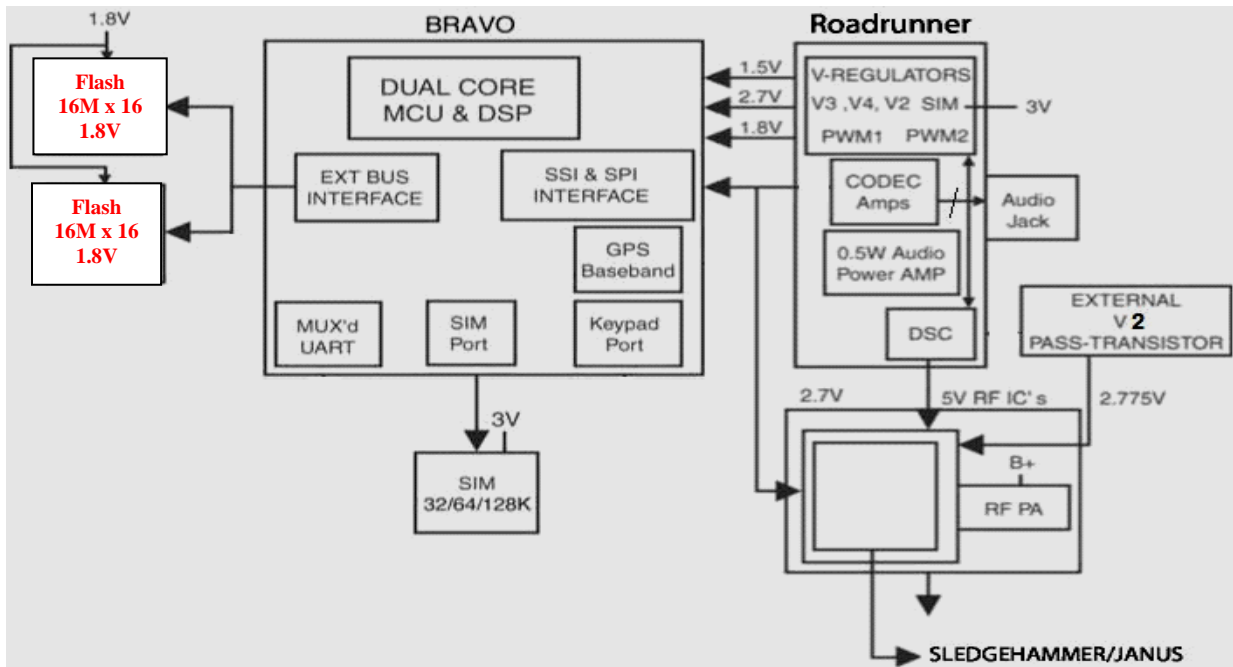 1.8V
BRAVO
Roadrunner
Flash
16M x 16
1.8V
Flash
16M x 16
1.8V
DUAL CORE
MCU & DSP
EXT BUS
INTERFACE
SSI & SPI
INTERFACE
GPS
Baseband
MUX'd
UART
SIM
Port
Keypad
Port
1.5V
2.7V
1.8V
V-REGULATORS
V3 ,V4, V2 SIM
PWM1 PWM2
3V
CODEC
Amps
Audio
Jack
0.5W Audio
Power AMP
DSC
EXTERNAL
V 2
PASS-TRANSISTOR
3V
SIM
32/64/128K
2.7V
5V RF IC's
2.775V
B+
RF PA
SLEDGEHAMMER/JANUS